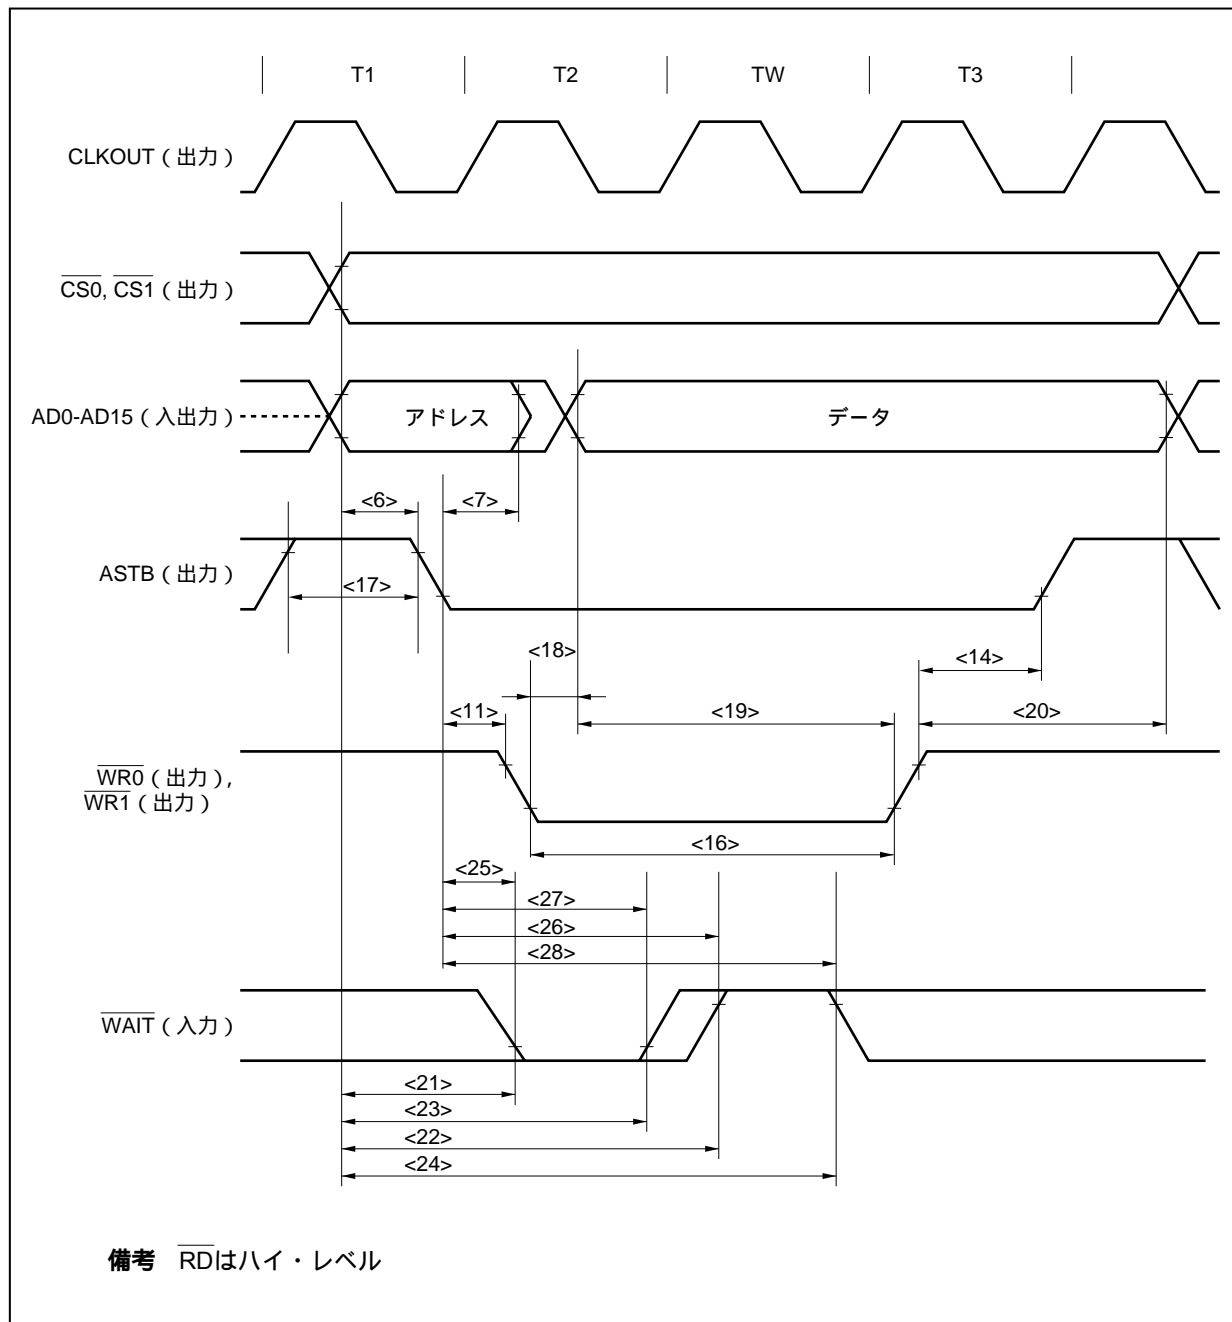 T1 T2 TW T3
CLKOUT（出力）
CS0, CS1（出力）
AD0-AD15（入出力）
アドレス
データ
<6>
<7>
ASTB（出力）
<17>
<18>
<14>
<11>
<19>
<20>
WR0（出力）,
WR1（出力）
<16>
<25>
<27>
<26>
<28>
WAIT（入力）
<21>
<23>
<22>
<24>
備考 RDはハイ・レベル